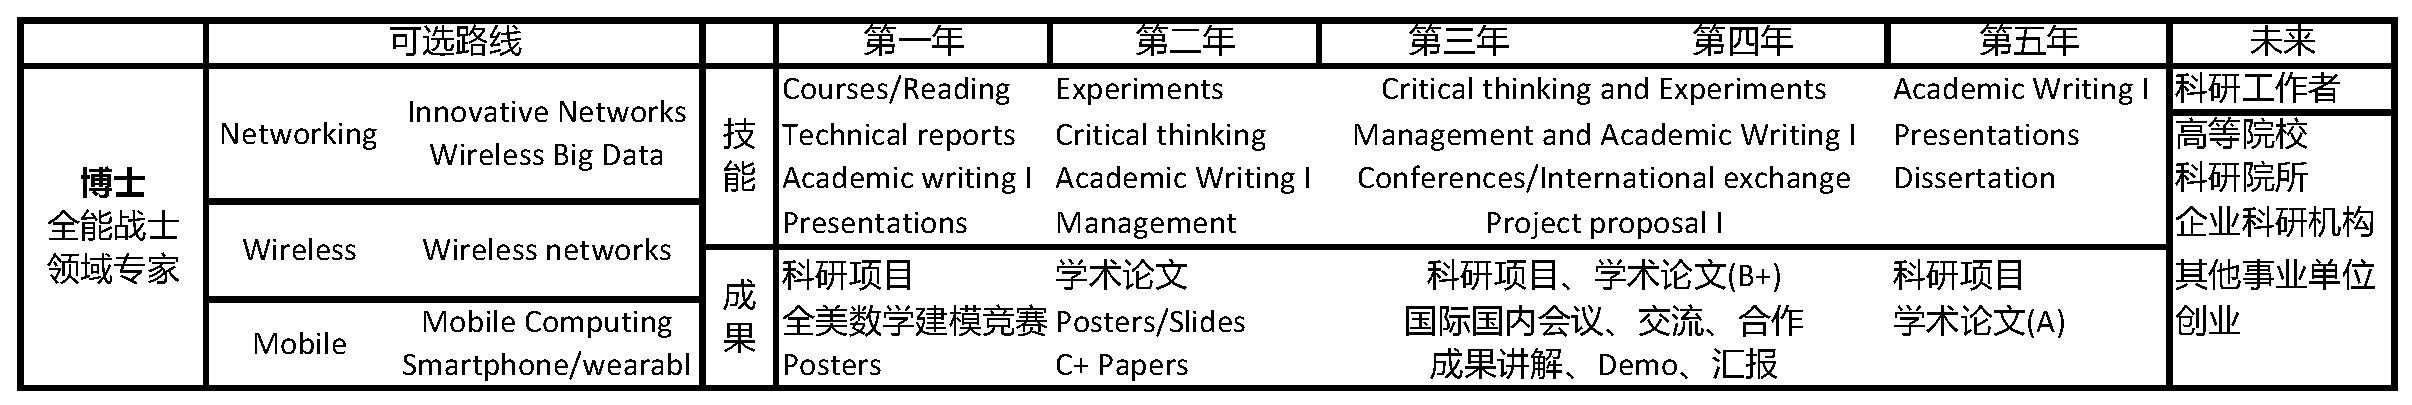 可选路线 第一年 第二年 第三年 第四年 第五年 未来
博士
全能战士
领域专家
Networking
Innovative Networks
Wireless Big Data
Wireless
Wireless networks
Mobile
Mobile Computing
Smartphone/wearabl
技能
Courses/Reading
Technical reports
Academic writing I
Presentations
Experiments
Critical thinking
Academic Writing I
Management
Critical thinking and Experiments
Management and Academic Writing I
Conferences/International exchange
Project proposal I
Academic Writing I
Presentations
Dissertation
成果
科研项目
全美数学建模竞赛
Posters
学术论文
Posters/Slides
C+ Papers
科研项目、学术论文(B+)
国际国内会议、交流、合作
成果讲解、Demo、汇报
科研项目
学术论文(A)
科研工作者
高等院校
科研院所
企业科研机构
其他事业单位
创业